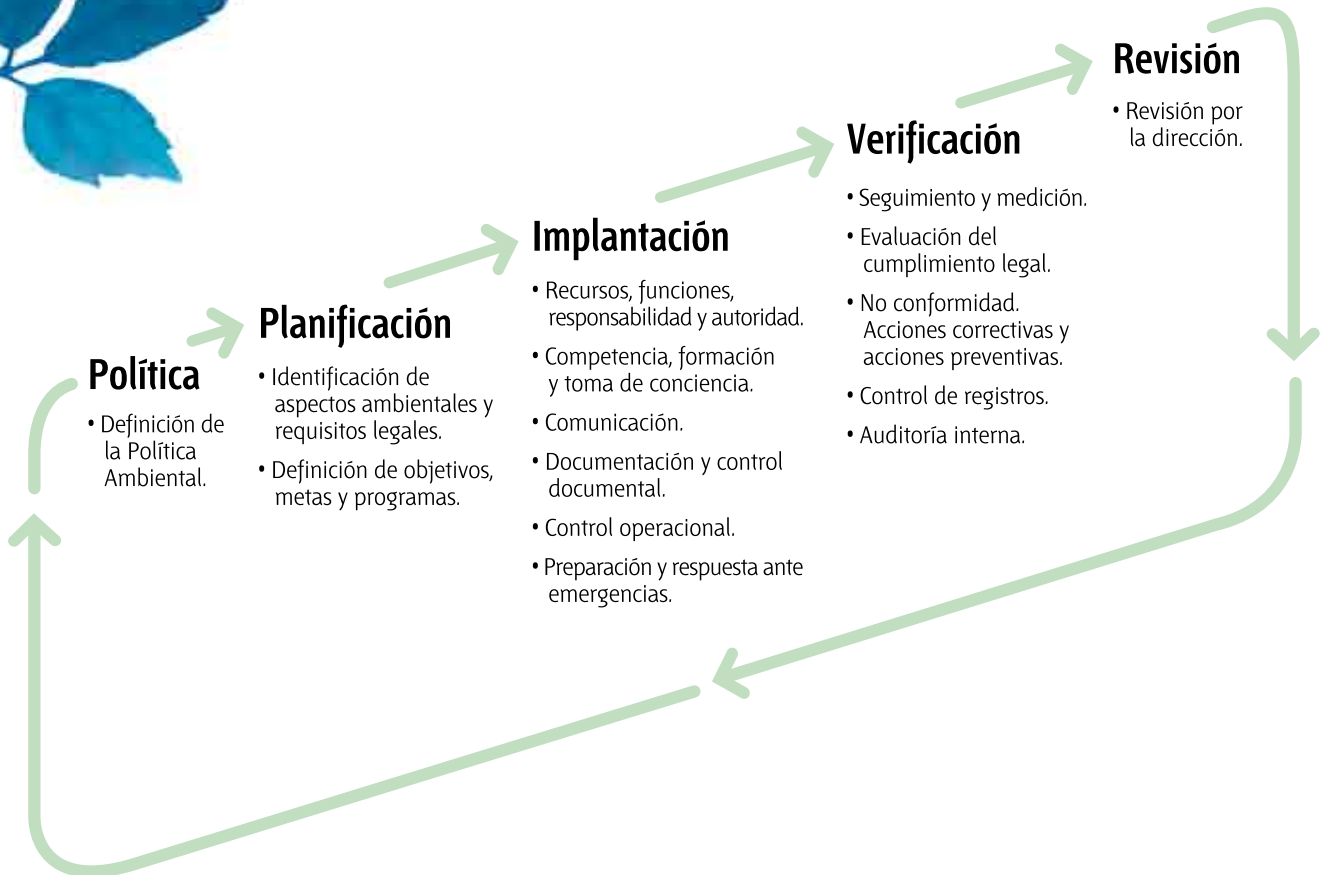 Política
• Definición de
la Política
Ambiental.
Planificación
• Identificación de
aspectos ambientales y
requisitos legales.
• Definición de objetivos,
metas y programas.
Implantación
• Recursos, funciones,
responsabilidad y autoridad.
• Competencia, formación
y toma de conciencia.
• Comunicación.
• Documentación y control
documental.
• Control operacional.
• Preparación y respuesta ante
emergencias.
Verificación
• Seguimiento y medición.
• Evaluación del
cumplimiento legal.
• No conformidad.
Acciones correctivas y
acciones preventivas.
• Control de registros.
• Auditoría interna.
Revisión
• Revisión por
la dirección.